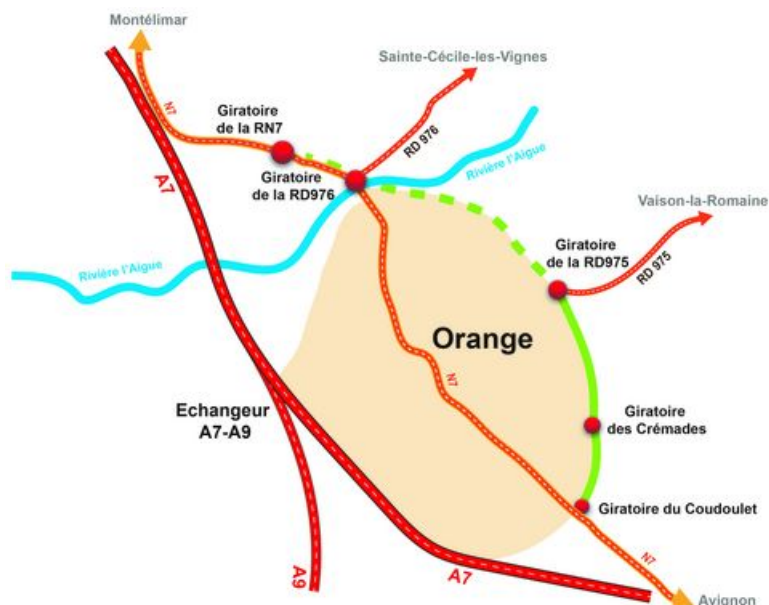 Montélimar
Sainte-Cécile-les-Vignes
N7
Giratoire
de la RN7
RD 976
Giratoire
de la RD976
Rivière l'Aigue
A7
Vaison-la-Romaine
Giratoire
de la RD975
RD 975
Rivière l'Aigue
Orange
N7
Echangeur
A7-A9
Giratoire
des Crémades
Giratoire du Coudoulet
N7
A9
A7
Avignon